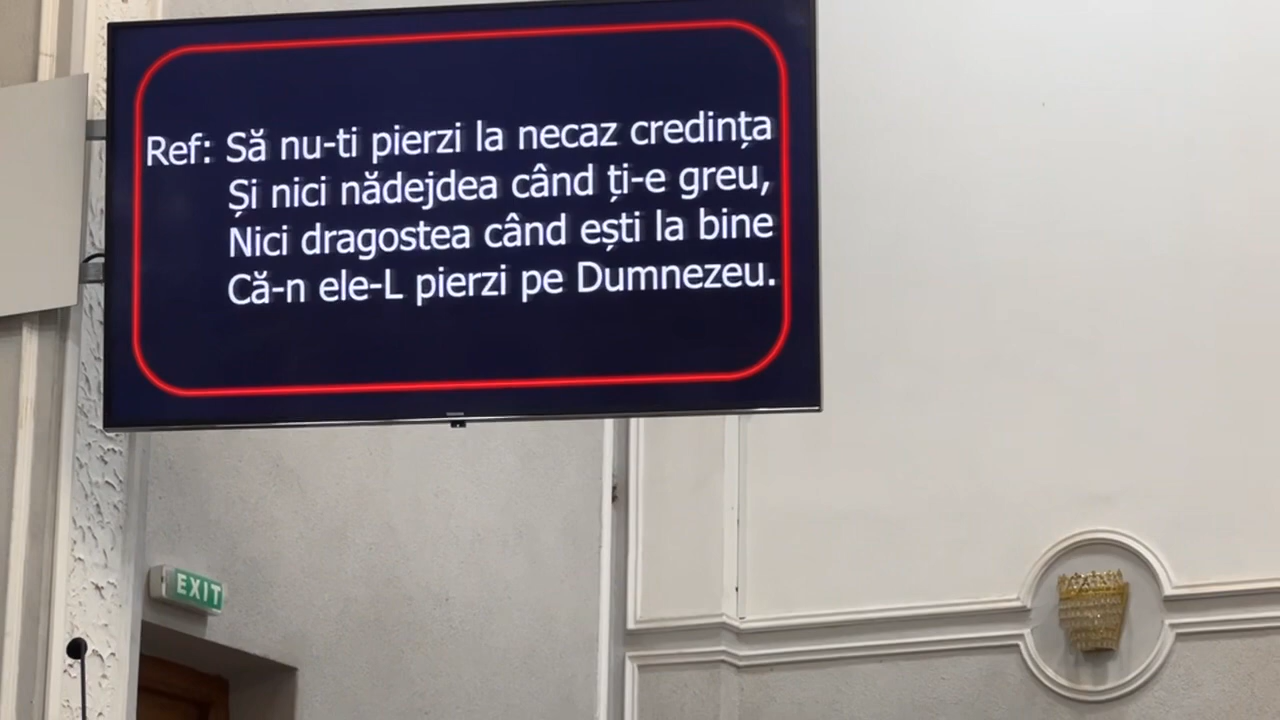 Ref: Să nu-ti pierzi la necaz credința
Și nici nădejdea când ți-e greu,
Nici dragostea când ești la bine
Că-n ele-L pierzi pe Dumnezeu.
EXIT